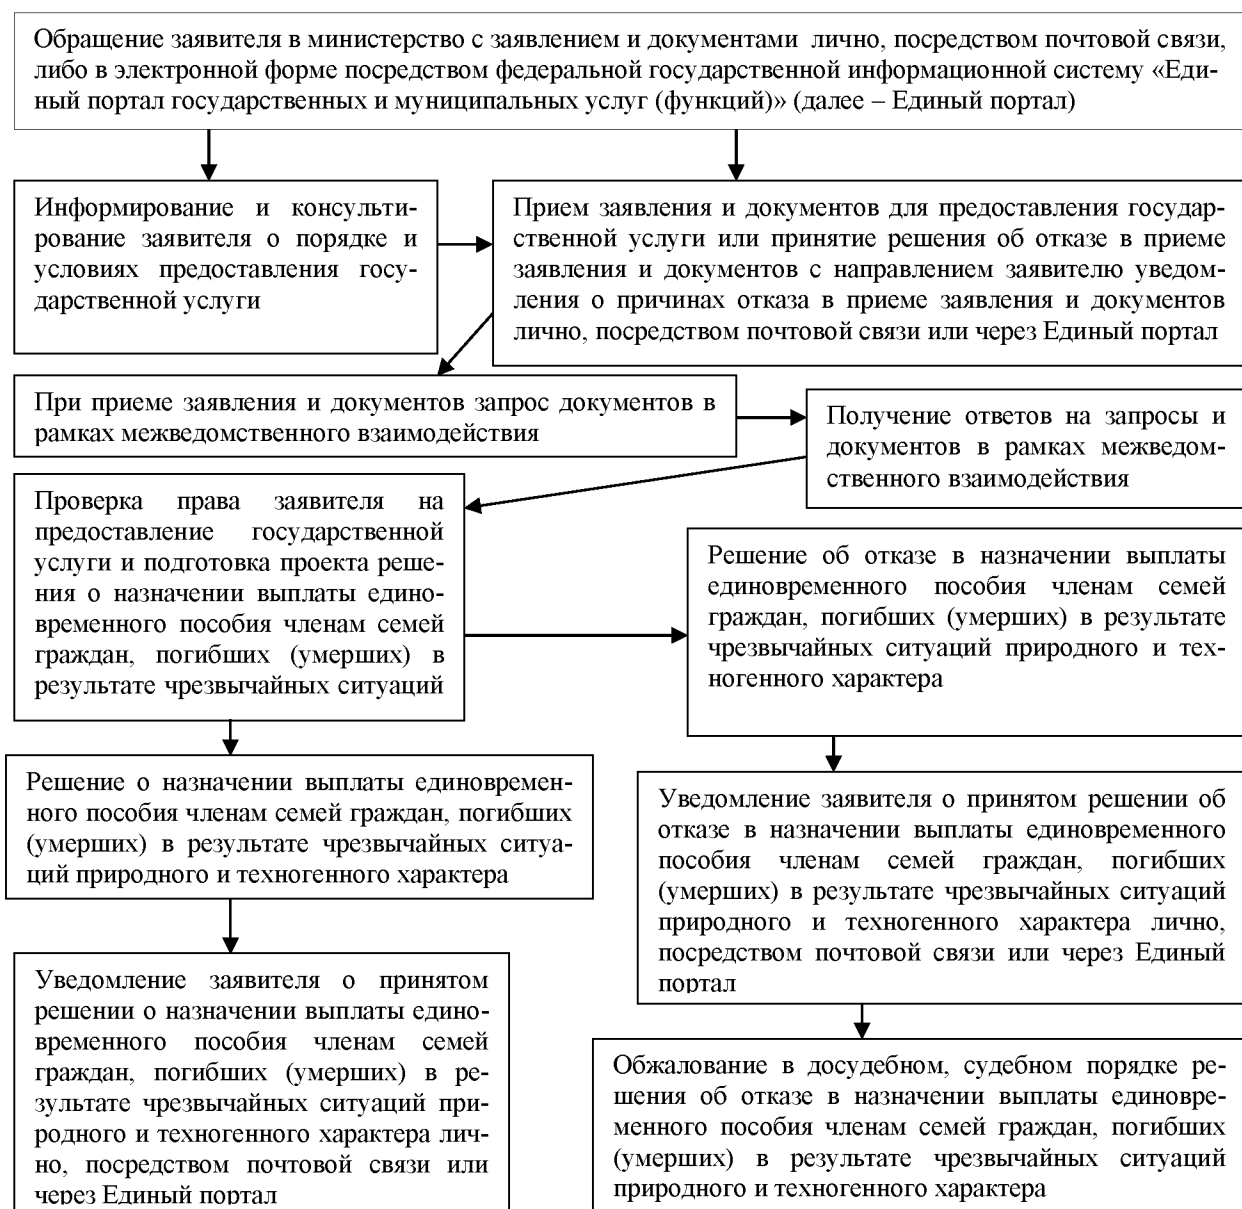 Обращение заявителя в министерство с заявлением и документами лично, посредством почтовой связи,
либо в электронной форме посредством федеральной государственной информационной систему «Еди-
ный портал государственных и муниципальных услуг (функций)» (далее – Единый портал)
Информирование и консульти-
рование заявителя о порядке и
условиях предоставления госу-
дарственной услуги
Прием заявления и документов для предоставления государ-
ственной услуги или принятие решения об отказе в приеме
заявления и документов с направлением заявителю уведом-
ления о причинах отказа в приеме заявления и документов
лично, посредством почтовой связи или через Единый портал
При приеме заявления и документов запрос документов в
рамках межведомственного взаимодействия
Получение ответов на запросы и
документов в рамках межведом-
ственного взаимодействия
Проверка права заявителя на
предоставление государственной
услуги и подготовка проекта реше-
ния о назначении выплаты едино-
временного пособия членам семей
граждан, погибших (умерших) в
результате чрезвычайных ситуаций
Решение об отказе в назначении выплаты
единовременного пособия членам семей
граждан, погибших (умерших) в результате
чрезвычайных ситуаций природного и тех-
ногенного характера
Решение о назначении выплаты единовремен-
ного пособия членам семей граждан, погибших
(умерших) в результате чрезвычайных ситуа-
ций природного и техногенного характера
Уведомление заявителя о принятом решении об
отказе в назначении выплаты единовременного
пособия членам семей граждан, погибших
(умерших) в результате чрезвычайных ситуаций
природного и техногенного характера лично,
посредством почтовой связи или через Единый
портал
Уведомление заявителя о принятом
решении о назначении выплаты едино-
временного пособия членам семей
граждан, погибших (умерших) в ре-
зультате чрезвычайных ситуаций при-
родного и техногенного характера лич-
но, посредством почтовой связи или
через Единый портал
Обжалование в досудебном, судебном порядке ре-
шения об отказе в назначении выплаты единовре-
менного пособия членам семей граждан, погибших
(умерших) в результате чрезвычайных ситуаций
природного и техногенного характера